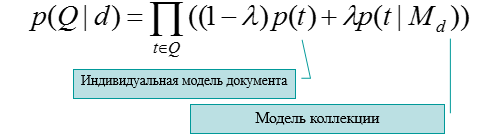 p(Q | d) = ∏ ((1−λ)p(t) + λp(t | M_d))
t∈Q
Индивидуальная модель документа
Модель коллекции